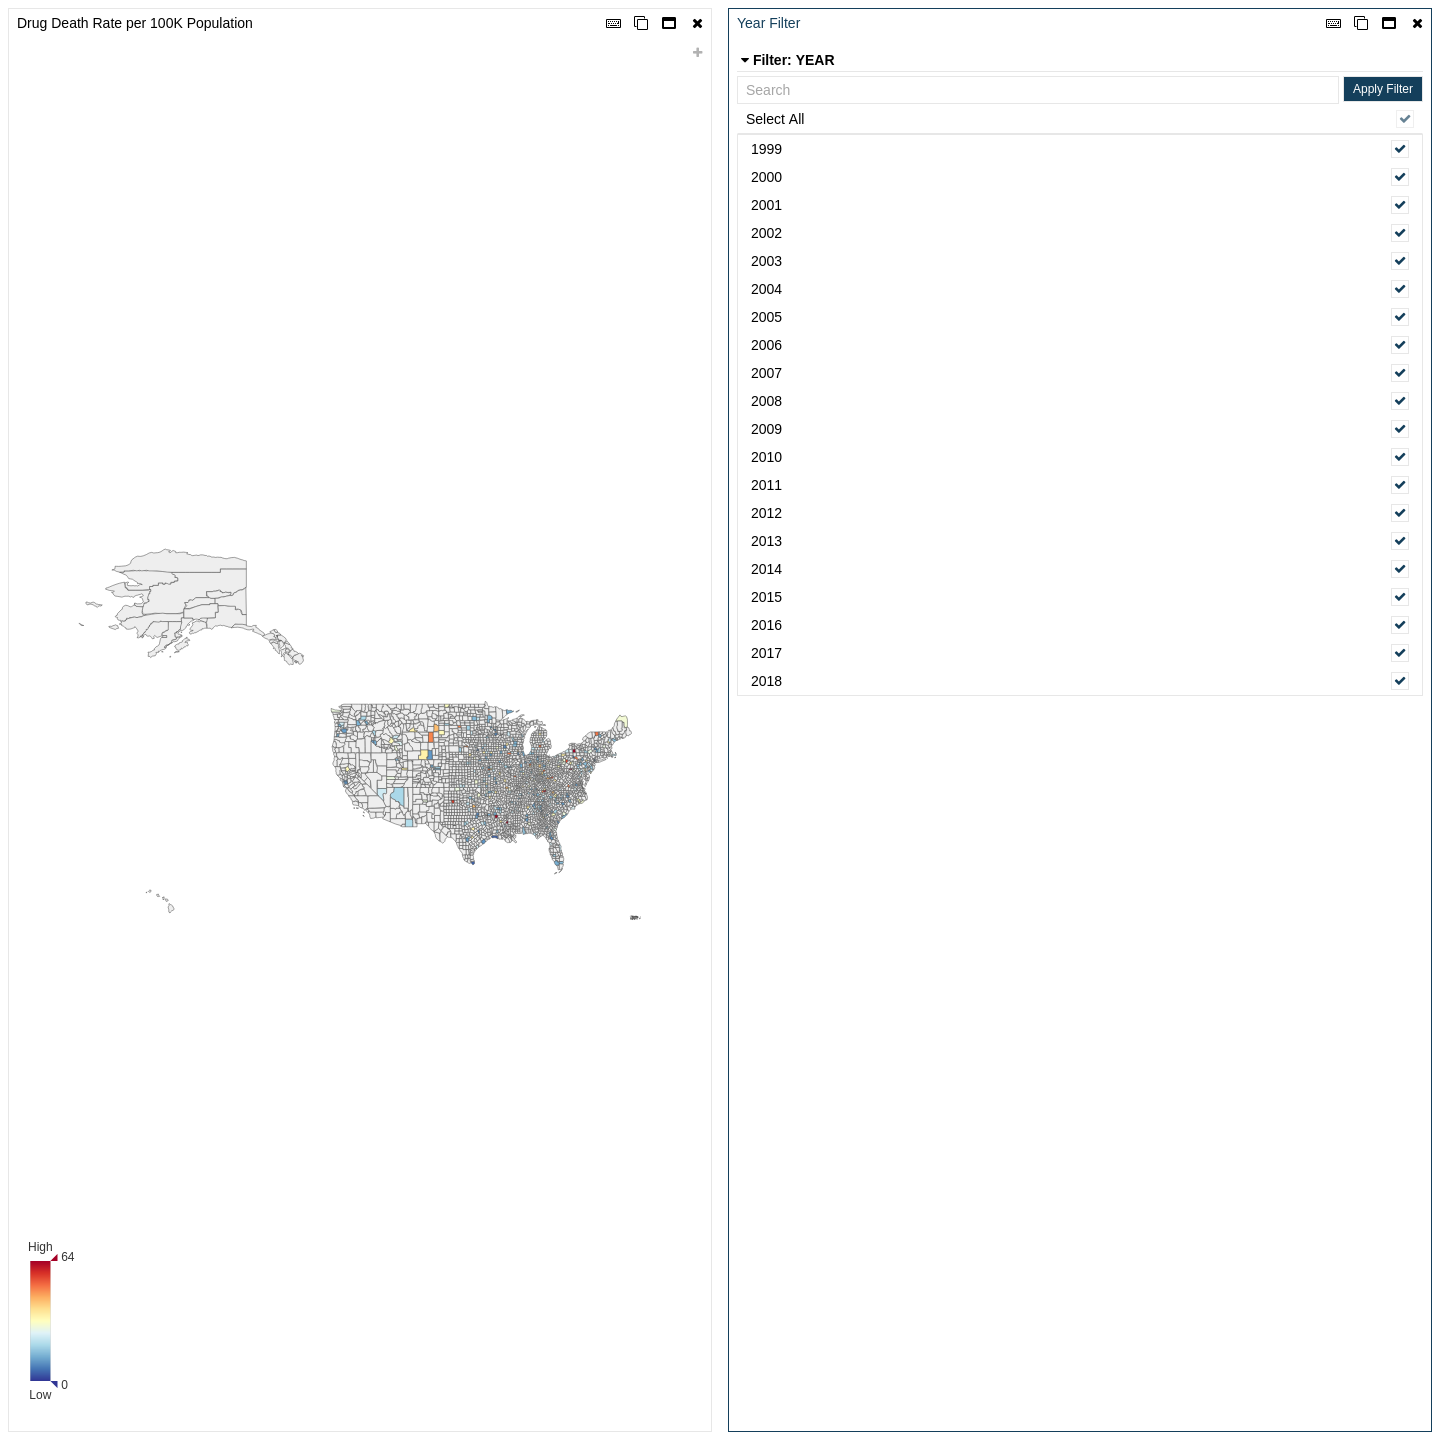 Drug Death Rate per 100K Population
High
64
0
Low
Year Filter
Filter: YEAR
Search
Apply Filter
Select All
1999
2000
2001
2002
2003
2004
2005
2006
2007
2008
2009
2010
2011
2012
2013
2014
2015
2016
2017
2018